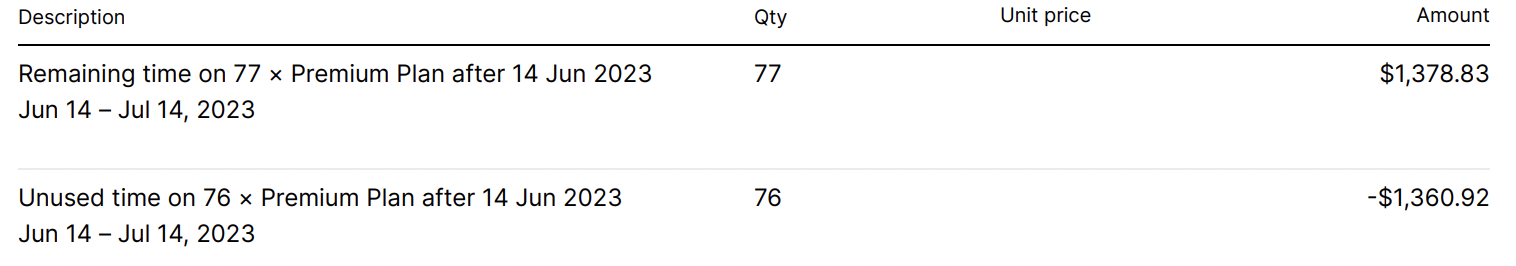 Description Qty Unit price Amount
Remaining time on 77 × Premium Plan after 14 Jun 2023 77 $1,378.83
Jun 14 – Jul 14, 2023
Unused time on 76 × Premium Plan after 14 Jun 2023 76 -$1,360.92
Jun 14 – Jul 14, 2023